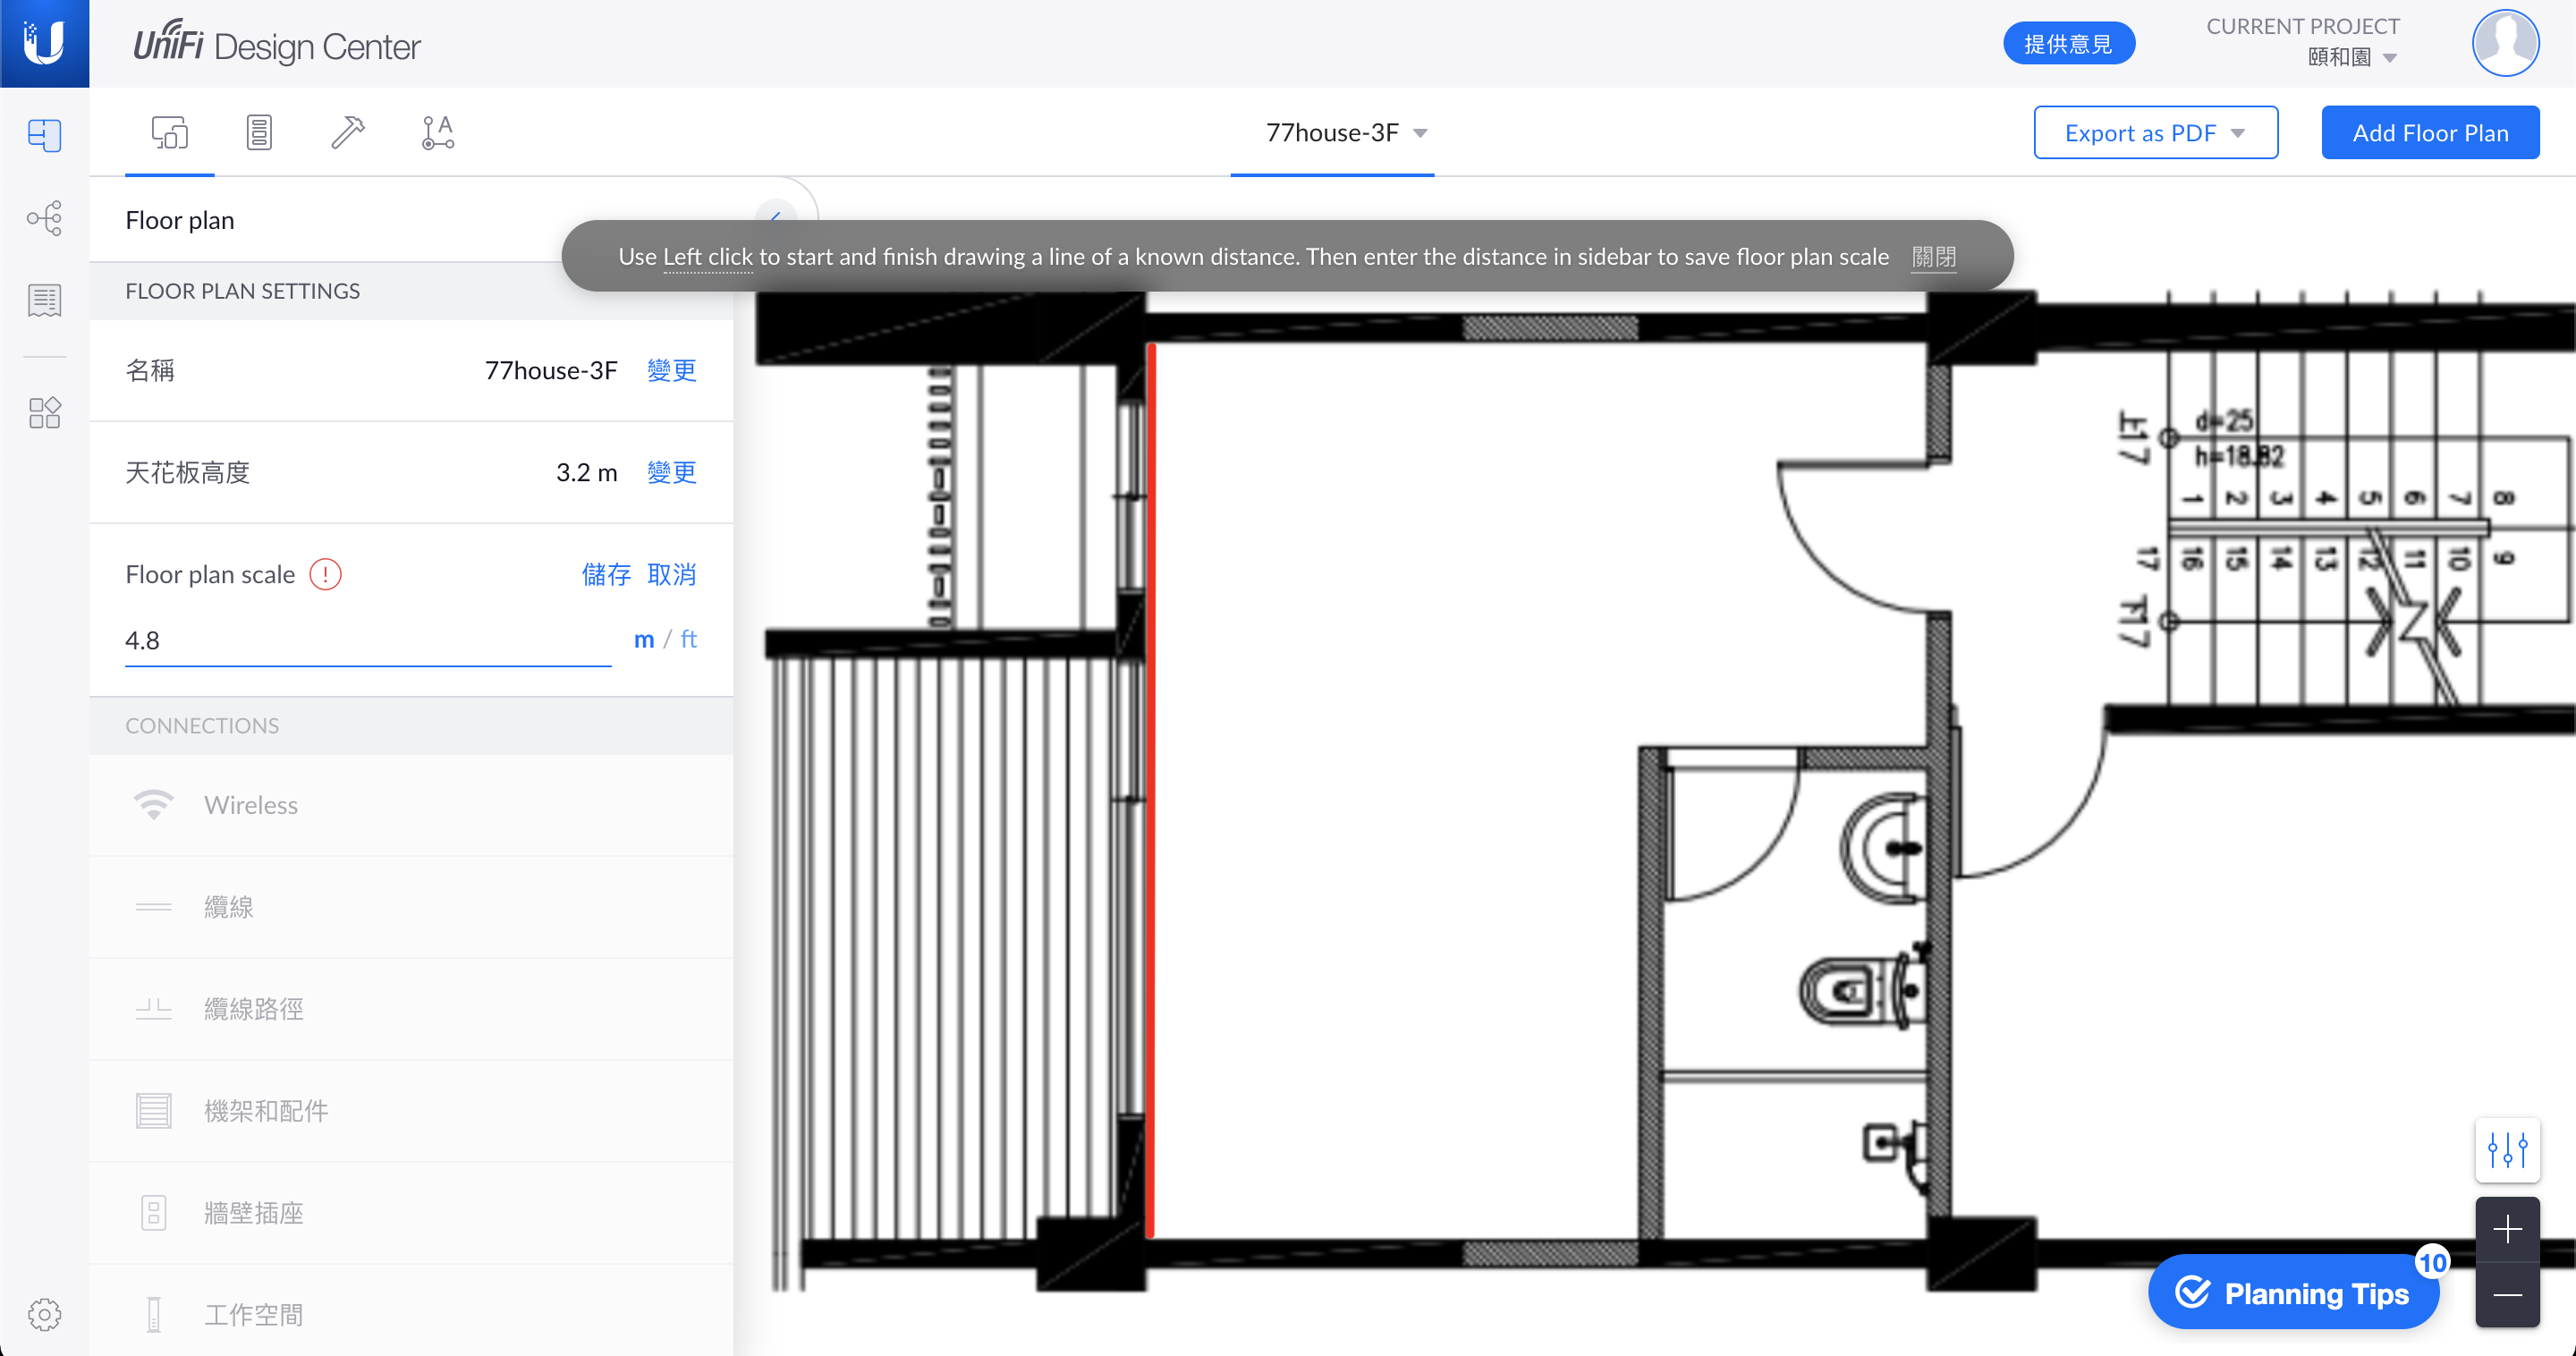 UniFi Design Center
提供意見
CURRENT PROJECT
頤和園
77house-3F
Export as PDF
Add Floor Plan
Floor plan
Use Left click to start and finish drawing a line of a known distance. Then enter the distance in sidebar to save floor plan scale 關閉
FLOOR PLAN SETTINGS
名稱 77house-3F 變更
天花板高度 3.2 m 變更
Floor plan scale ! 儲存 取消
4.8 m / ft
CONNECTIONS
Wireless
纜線
纜線路徑
機架和配件
牆壁插座
工作空間
A
上17
d=25
h=18.82
1 2 3 4 5 6 7 8
17 16 15 14 13 12 11 10 9
下17
10
Planning Tips